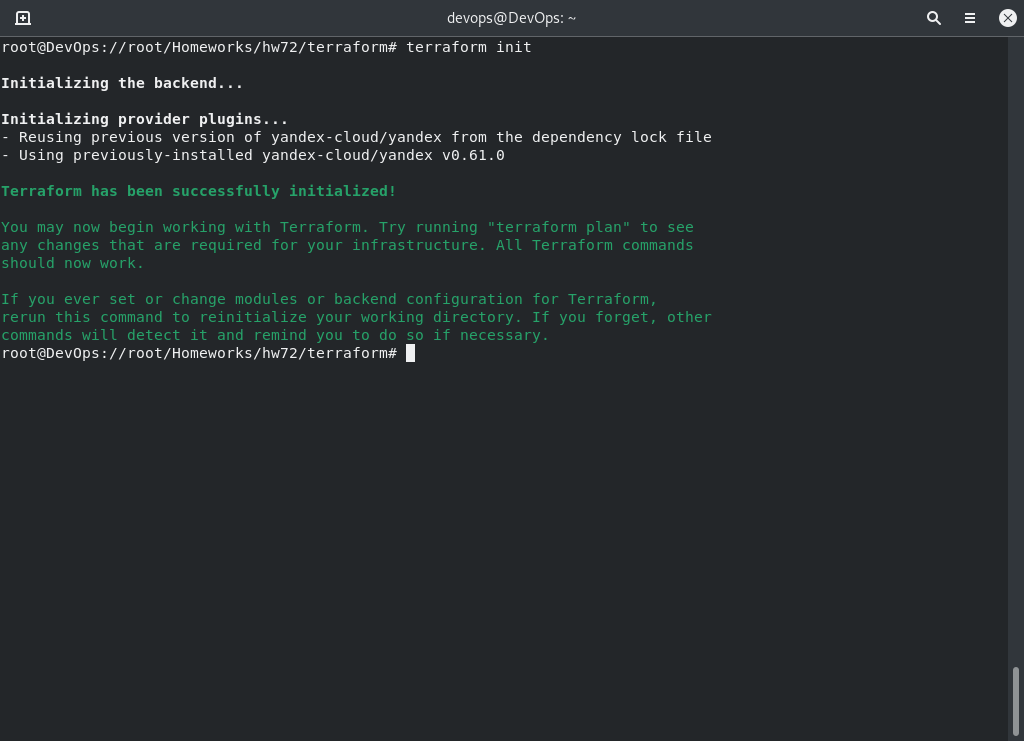 devops@DevOps: ~
root@DevOps://root/Homeworks/hw72/terraform# terraform init
Initializing the backend...
Initializing provider plugins...
- Reusing previous version of yandex-cloud/yandex from the dependency lock file
- Using previously-installed yandex-cloud/yandex v0.61.0
Terraform has been successfully initialized!
You may now begin working with Terraform. Try running "terraform plan" to see
any changes that are required for your infrastructure. All Terraform commands
should now work.
If you ever set or change modules or backend configuration for Terraform,
rerun this command to reinitialize your working directory. If you forget, other
commands will detect it and remind you to do so if necessary.
root@DevOps://root/Homeworks/hw72/terraform#